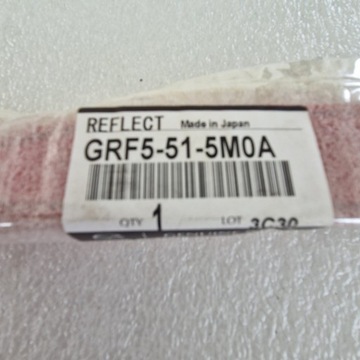 REFLECT Made in Japan
GRF5-51-5M0A
QTY 1 LOT 3C30